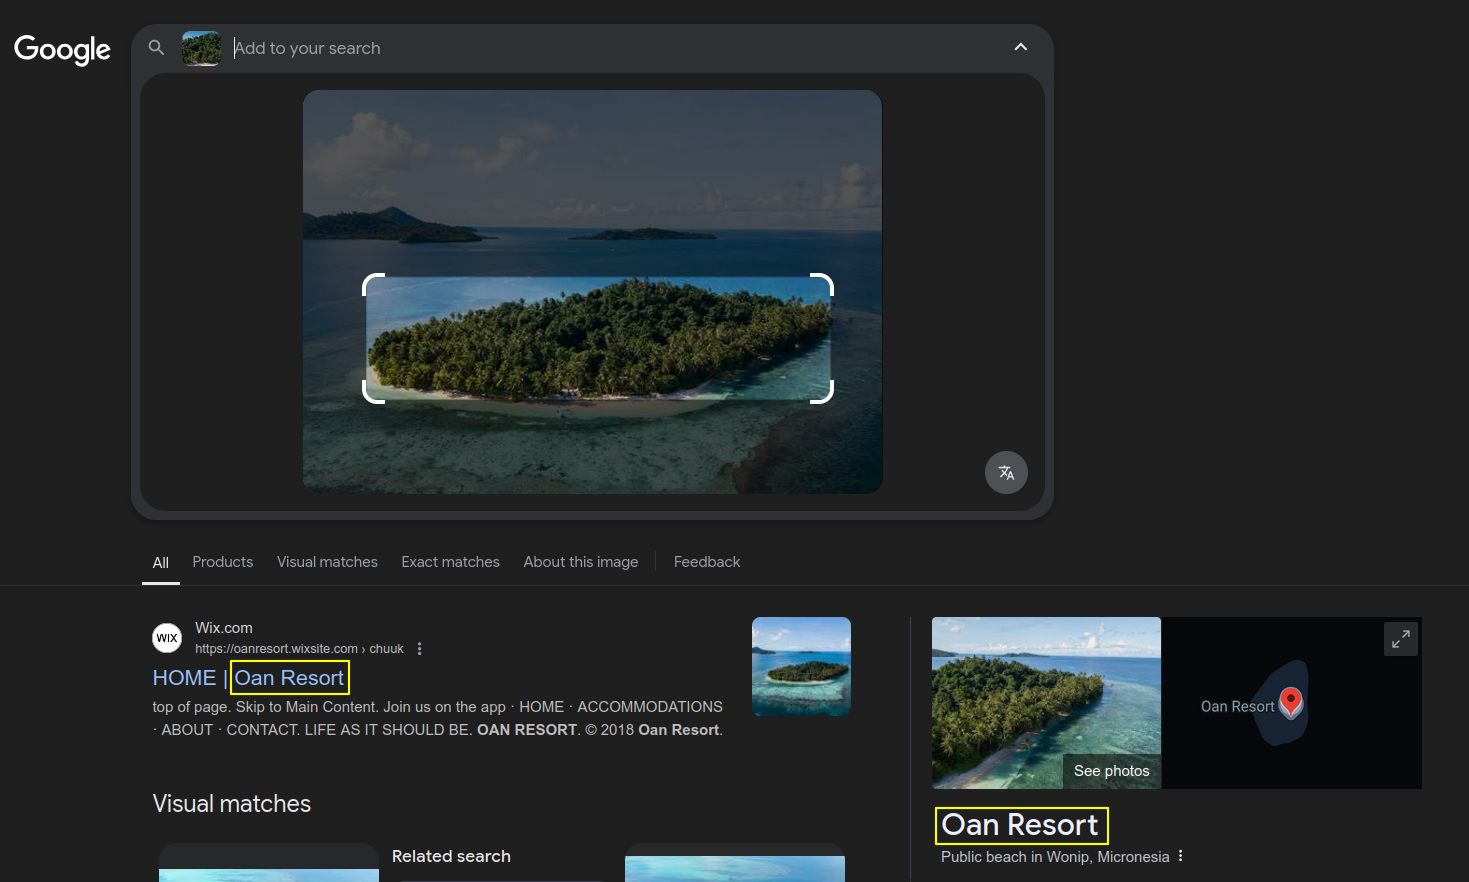 Google
Add to your search
All
Products
Visual matches
Exact matches
About this image
Feedback
WIX
Wix.com
https://oanresort.wixsite.com › chuuk
HOME | Oan Resort
top of page. Skip to Main Content. Join us on the app · HOME · ACCOMMODATIONS
· ABOUT · CONTACT. LIFE AS IT SHOULD BE. OAN RESORT. © 2018 Oan Resort.
Visual matches
Related search
See photos
Oan Resort
Oan Resort
Public beach in Wonip, Micronesia